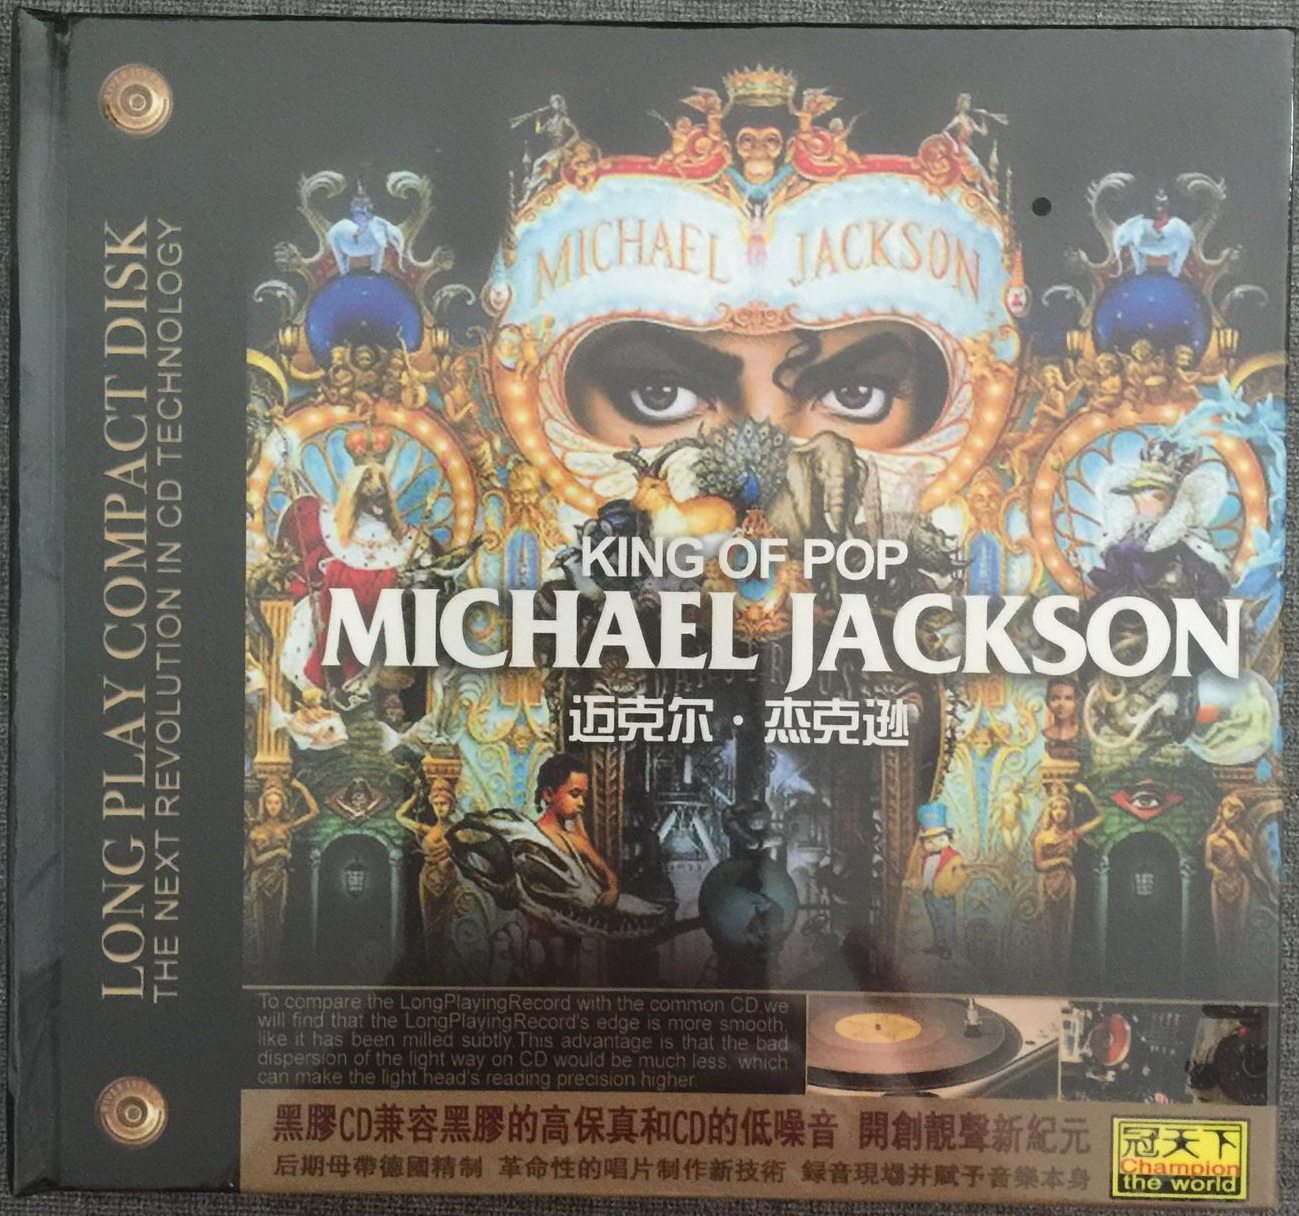 LONG PLAY COMPACT DISK
THE NEXT REVOLUTION IN CD TECHNOLOGY
MICHAEL JACKSON
KING OF POP
MICHAEL JACKSON
迈克尔·杰克逊
To compare the LongPlayingRecord with the common CD,we
will find that the LongPlayingRecord's edge is more smooth,
like it has been milled subtly.This advantage is that the bad
dispersion of the light way on CD would be much less, which
can make the light head's reading precision higher.
黑膠CD兼容黑膠的高保真和CD的低噪音 開創靚聲新紀元
后期母帶德國精制 革命性的唱片制作新技術 録音現場并賦予音樂本身
冠天下
Champion
the world